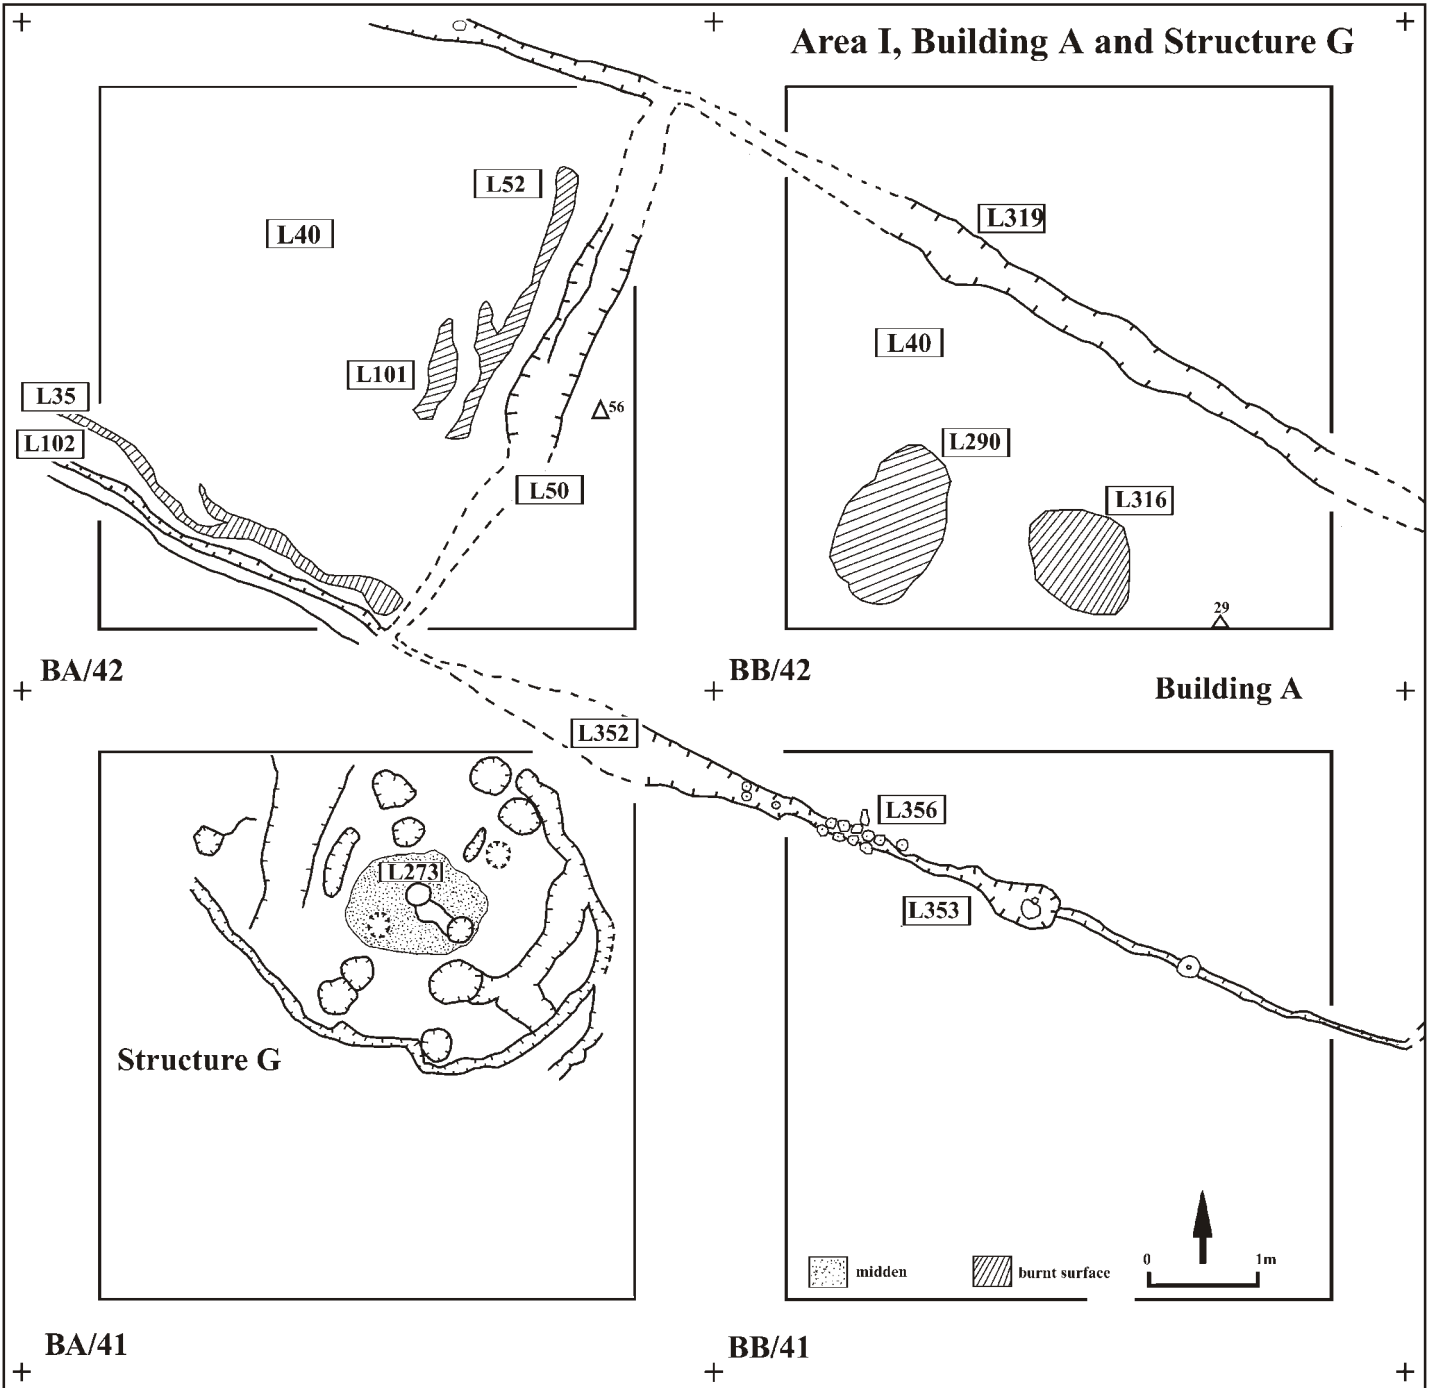 Area I, Building A and Structure G
L52
L40
L319
L40
L101
L35
L102
56
L290
L50
L316
29
BA/42
BB/42
Building A
L352
L356
L273
L353
Structure G
0 1m
midden
burnt surface
BA/41
BB/41